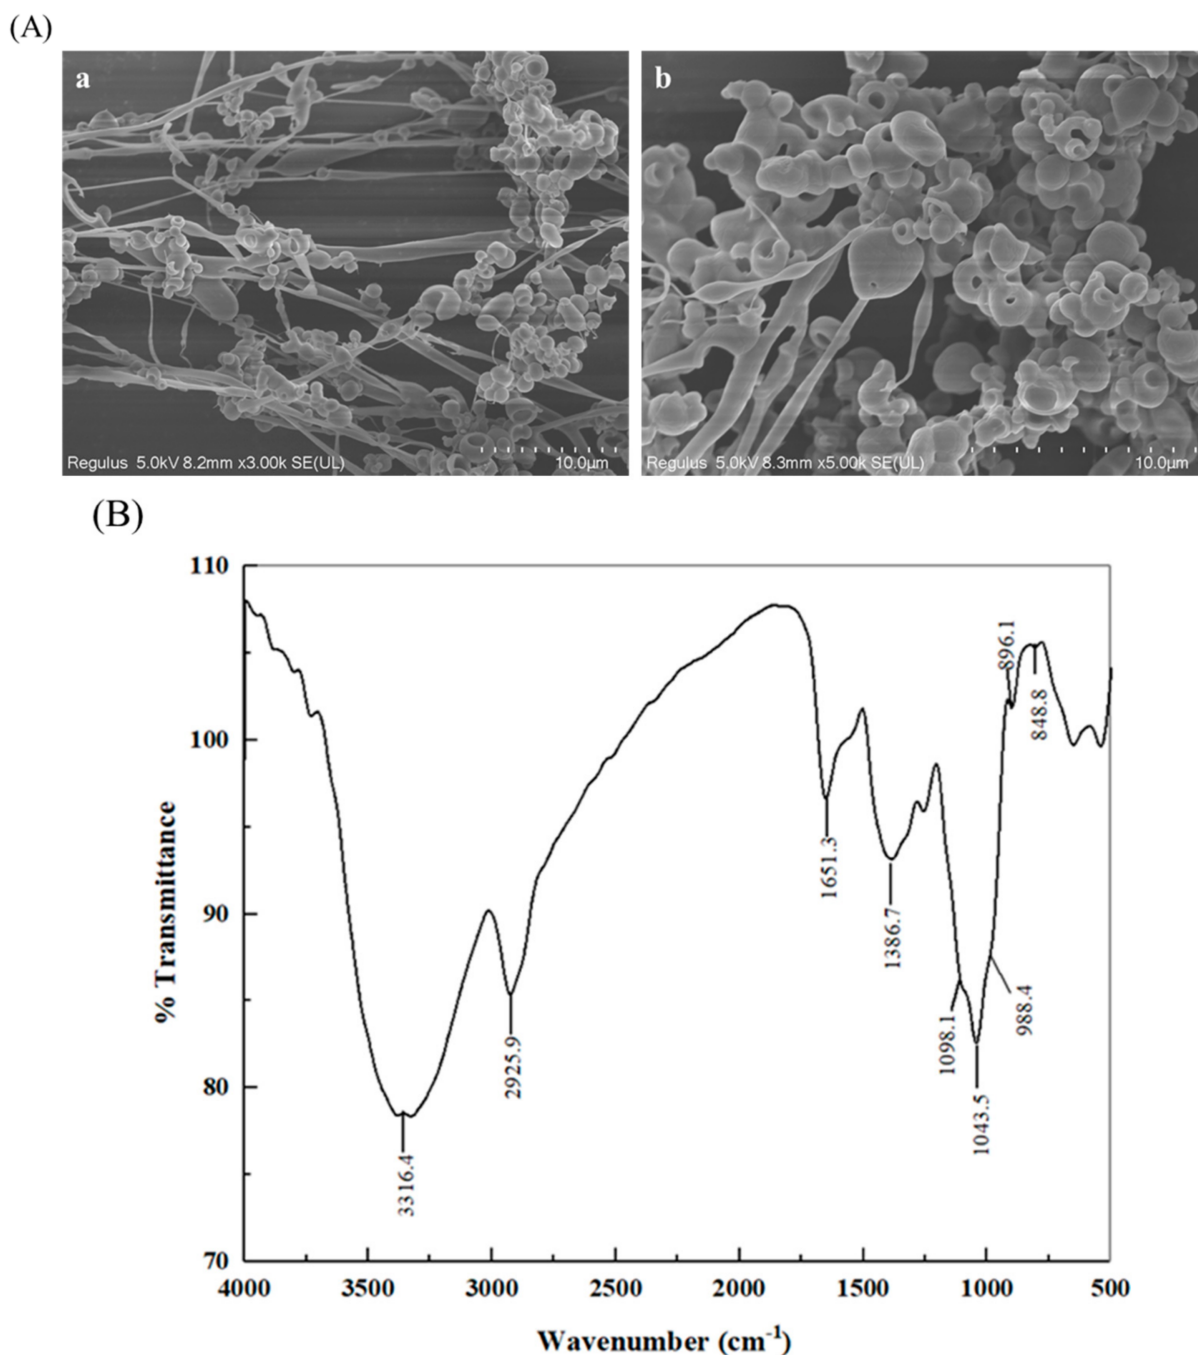 (A)
a
b
Regulus 5.0kV 8.2mm x3.00k SE(UL) 10.0µm
Regulus 5.0kV 8.3mm x5.00k SE(UL) 10.0µm
(B)
110
100
90
80
70
% Transmittance
3316.4
2925.9
1651.3
1386.7
1098.1
1043.5
988.4
896.1
848.8
4000 3500 3000 2500 2000 1500 1000 500
Wavenumber (cm⁻¹)